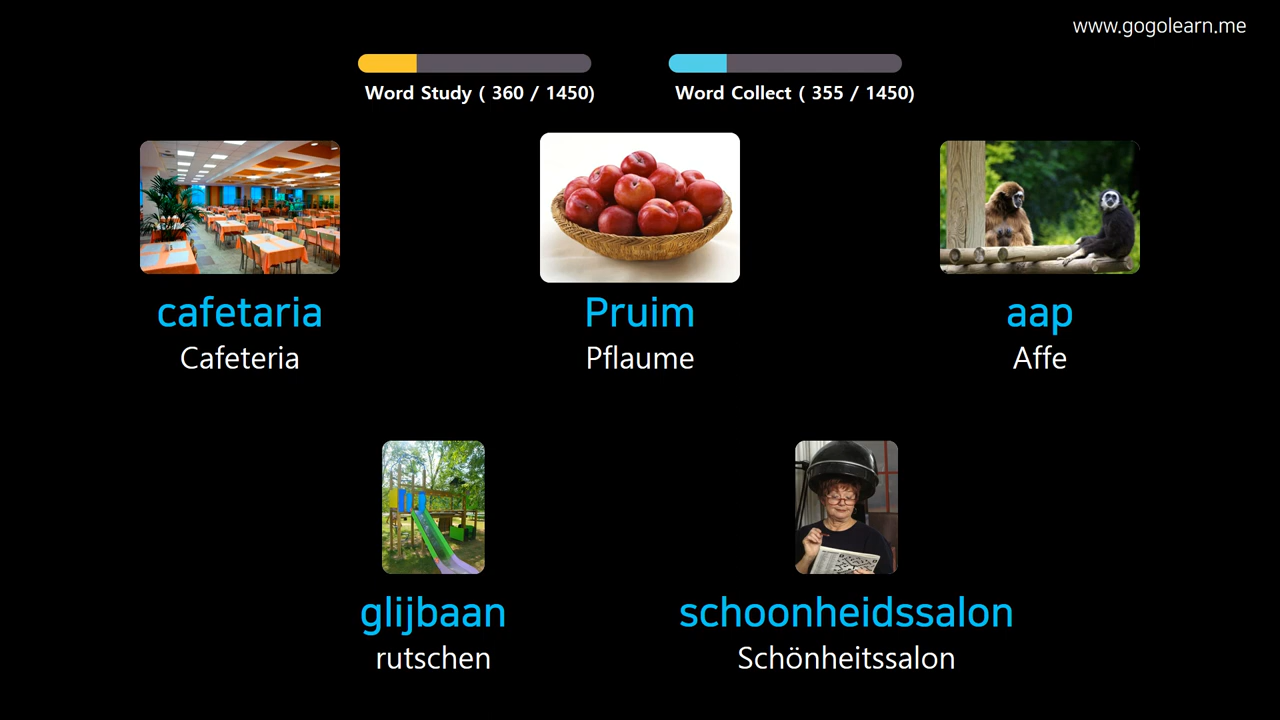 www.gogolearn.me
Word Study ( 360 / 1450)
Word Collect ( 355 / 1450)
cafetaria
Cafeteria
Pruim
Pflaume
aap
Affe
glijbaan
rutschen
schoonheidssalon
Schönheitssalon